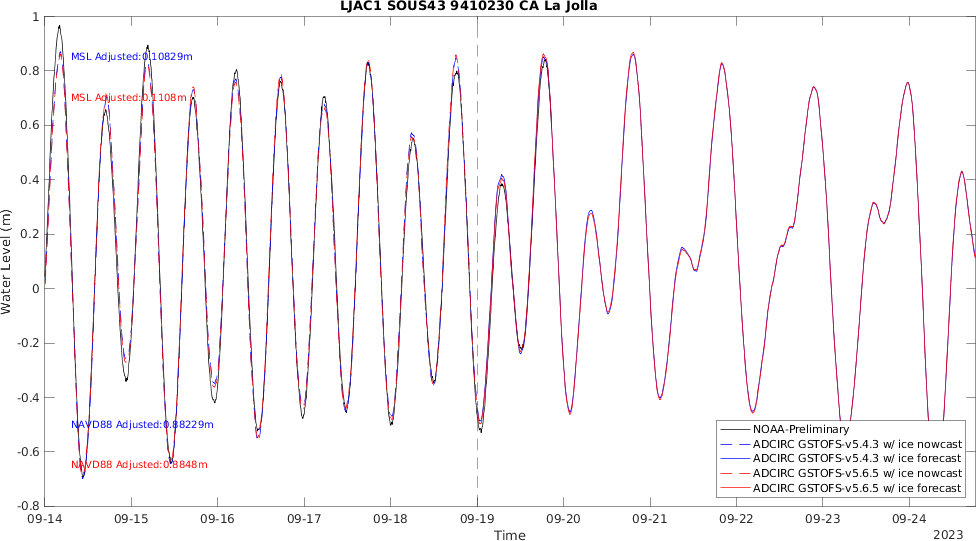 LJAC1 SOUS43 9410230 CA La Jolla
1
0.8
0.6
0.4
0.2
0
-0.2
-0.4
-0.6
-0.8
Water Level (m)
MSL Adjusted:0.10829m
MSL Adjusted:0.1108m
NAVD88 Adjusted:0.88229m
NAVD88 Adjusted:0.8848m
NOAA-Preliminary
ADCIRC GSTOFS-v5.4.3 w/ ice nowcast
ADCIRC GSTOFS-v5.4.3 w/ ice forecast
ADCIRC GSTOFS-v5.6.5 w/ ice nowcast
ADCIRC GSTOFS-v5.6.5 w/ ice forecast
09-14 09-15 09-16 09-17 09-18 09-19 09-20 09-21 09-22 09-23 09-24
Time
2023